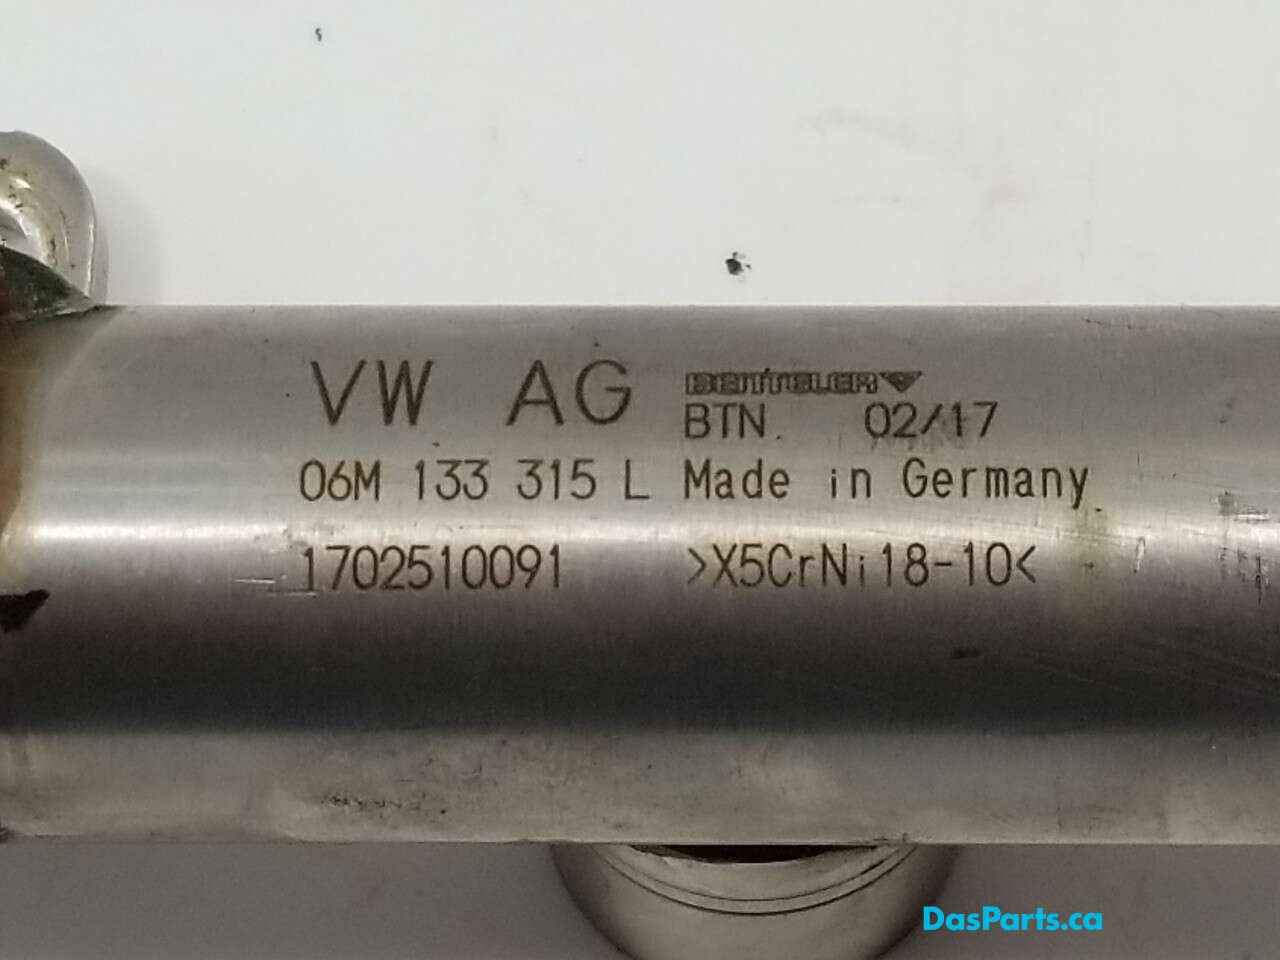 VW AG BENTELER
BTN. 02/17
06M 133 315 L Made in Germany
1702510091 >X5CrNi18-10<
DasParts.ca